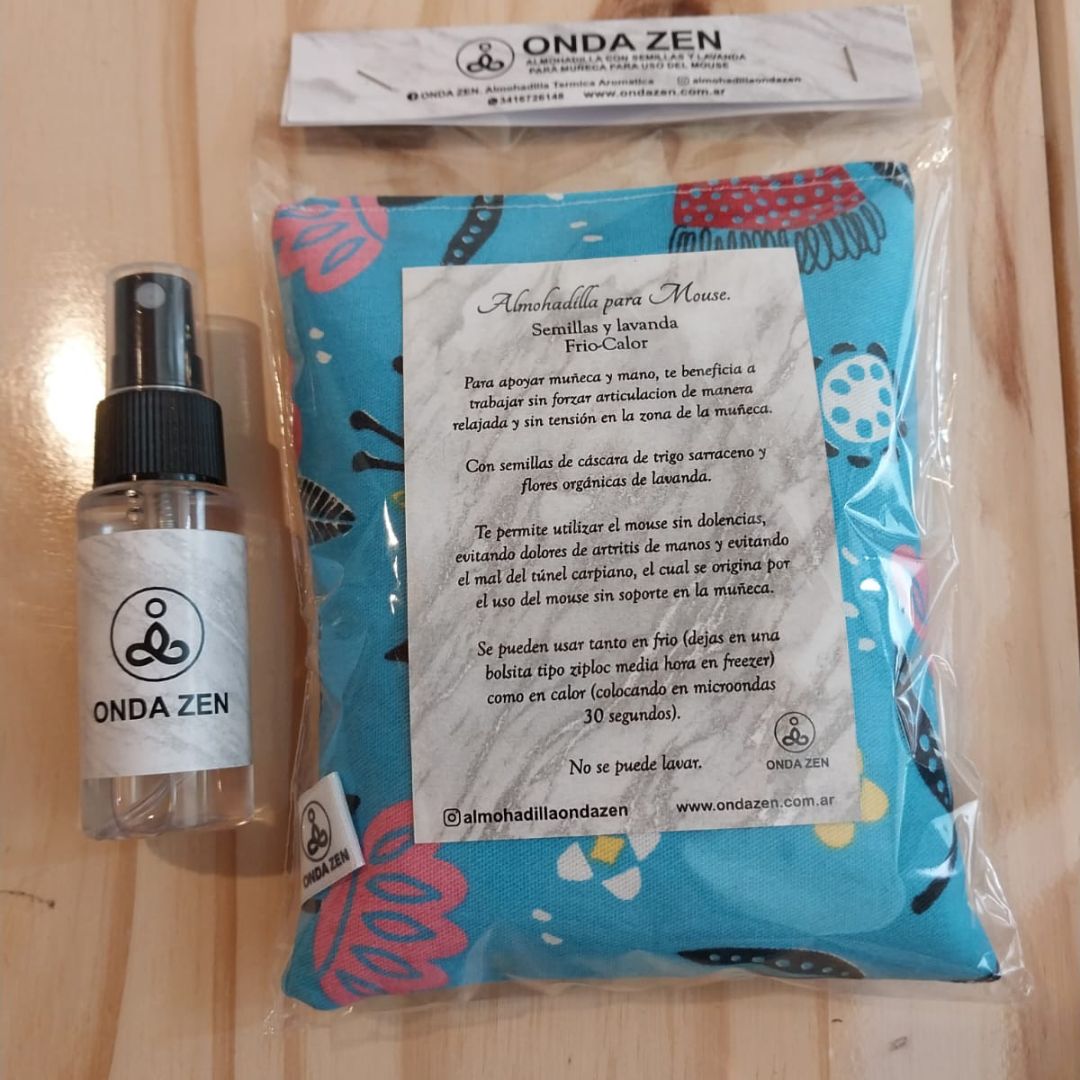 ONDA ZEN
ALMOHADILLA CON SEMILLAS Y LAVANDA
PARA MUÑECA PARA USO DEL MOUSE
ONDA ZEN. Almohadilla Termica Aromatica almohadillaondazen
3416726148 www.ondazen.com.ar
Almohadilla para Mouse.
Semillas y lavanda
Frio-Calor
Para apoyar muñeca y mano, te beneficia a
trabajar sin forzar articulacion de manera
relajada y sin tensión en la zona de la muñeca.
Con semillas de cáscara de trigo sarraceno y
flores orgánicas de lavanda.
Te permite utilizar el mouse sin dolencias,
evitando dolores de artritis de manos y evitando
el mal del túnel carpiano, el cual se origina por
el uso del mouse sin soporte en la muñeca.
Se pueden usar tanto en frio (dejas en una
bolsita tipo ziploc media hora en freezer)
como en calor (colocando en microondas
30 segundos).
No se puede lavar.
ONDA ZEN
almohadillaondazen www.ondazen.com.ar
ONDA ZEN
ONDA ZEN